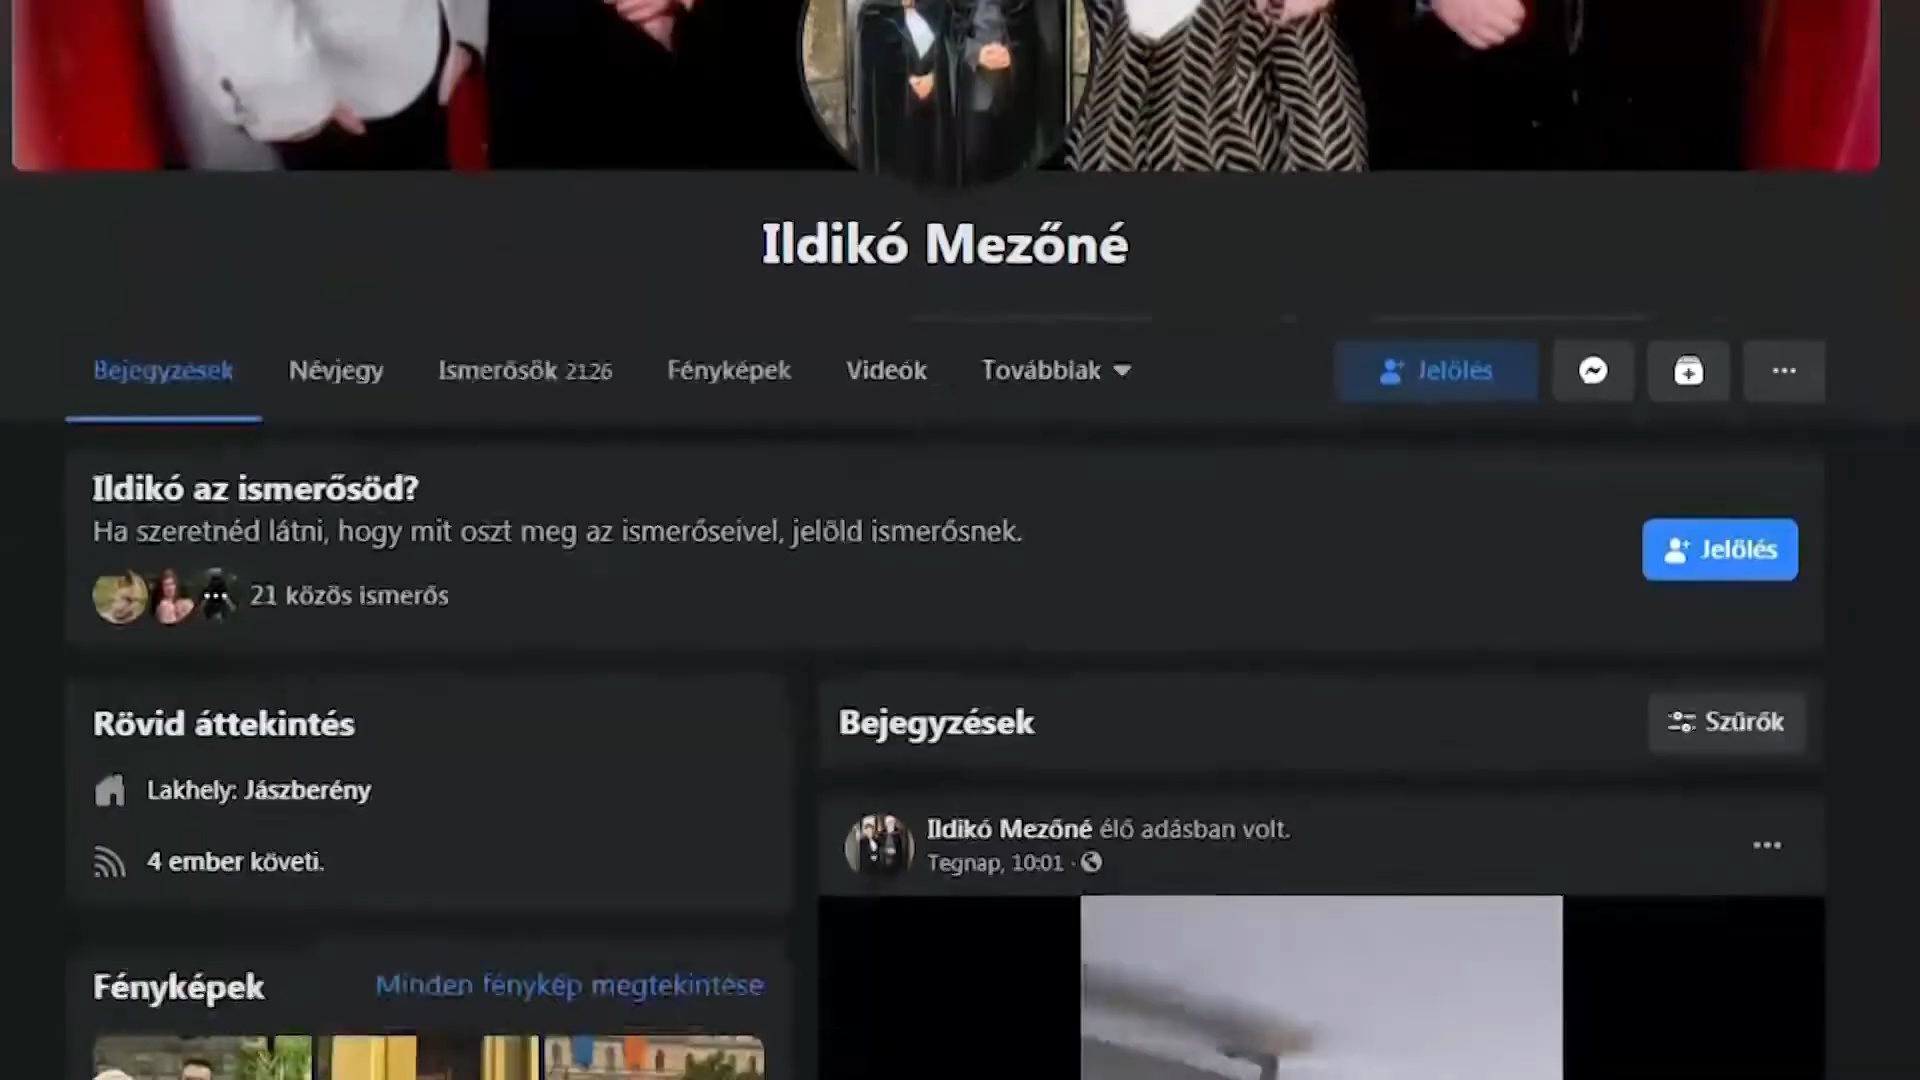 Ildikó Mezőné
Bejegyzések Névjegy Ismerősök 2126 Fényképek Videók Továbbiak Jelölés
Ildikó az ismerősöd?
Ha szeretnéd látni, hogy mit oszt meg az ismerőseivel, jelöld ismerősnek.
Jelölés
21 közös ismerős
Rövid áttekintés
Lakhely: Jászberény
4 ember követi.
Fényképek Minden fénykép megtekintése
Bejegyzések Szűrők
Ildikó Mezőné élő adásban volt.
Tegnap, 10:01 ·